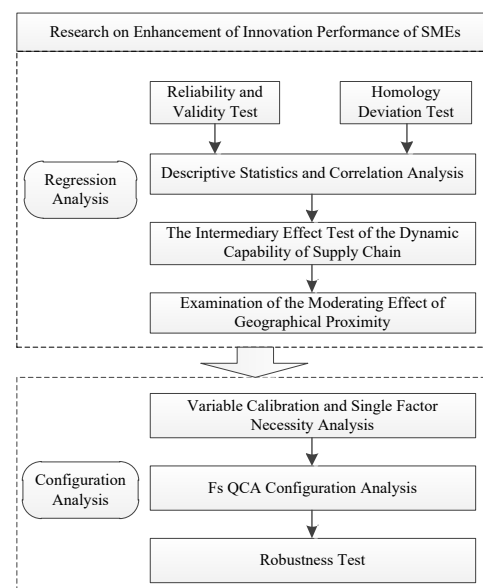 Research on Enhancement of Innovation Performance of SMEs
Reliability and
Validity Test
Homology
Deviation Test
Regression
Analysis
Descriptive Statistics and Correlation Analysis
The Intermediary Effect Test of the Dynamic
Capability of Supply Chain
Examination of the Moderating Effect of
Geographical Proximity
Variable Calibration and Single Factor
Necessity Analysis
Configuration
Analysis
Fs QCA Configuration Analysis
Robustness Test